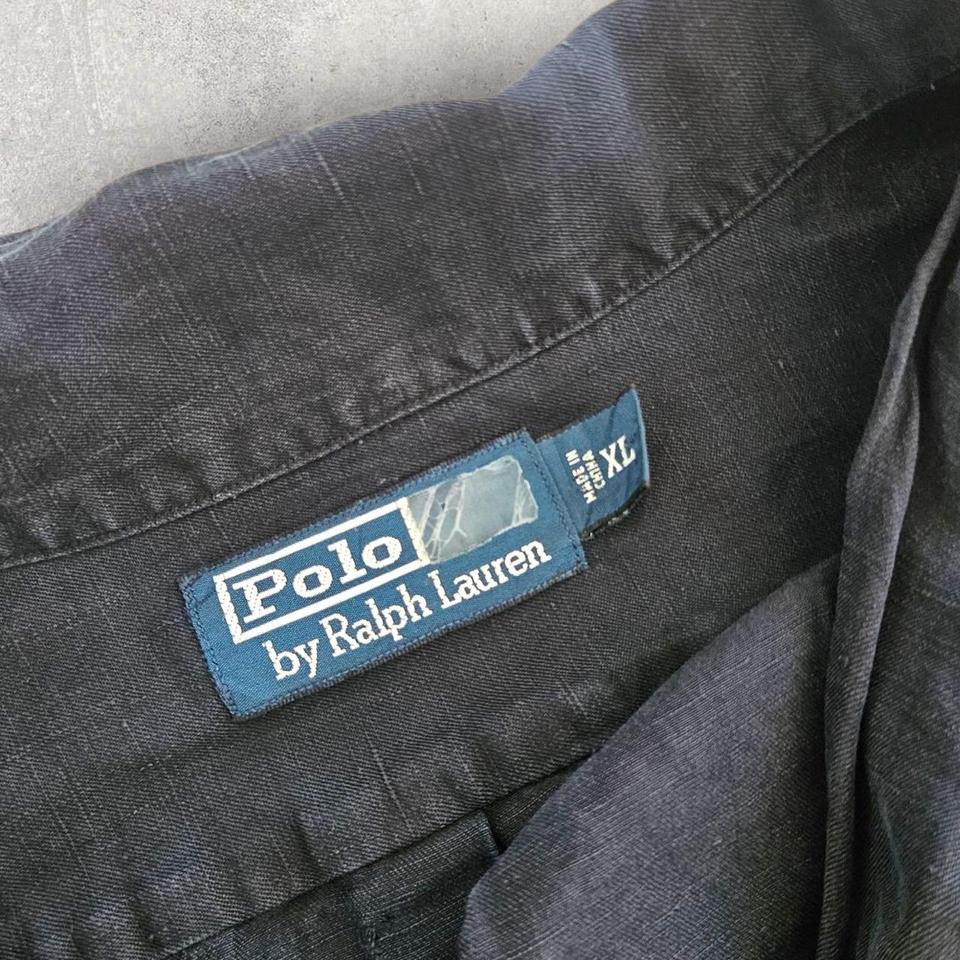 Polo
by Ralph Lauren
XL
MADE IN
CHINA